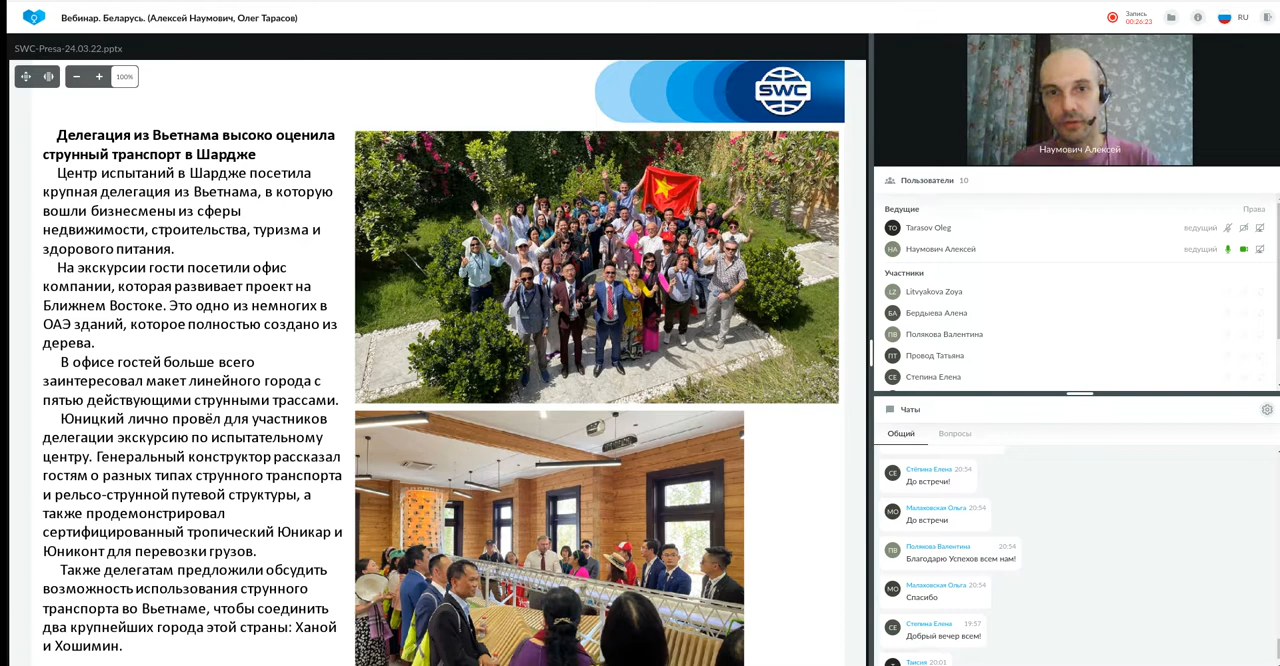 Вебинар. Беларусь. (Алексей Наумович, Олег Тарасов)
Запись
00:26:23
RU
SWC-Presa-24.03.22.pptx
100%
SWC
Делегация из Вьетнама высоко оценила
струнный транспорт в Шардже
Центр испытаний в Шардже посетила
крупная делегация из Вьетнама, в которую
вошли бизнесмены из сферы
недвижимости, строительства, туризма и
здорового питания.
На экскурсии гости посетили офис
компании, которая развивает проект на
Ближнем Востоке. Это одно из немногих в
ОАЭ зданий, которое полностью создано из
дерева.
В офисе гостей больше всего
заинтересовал макет линейного города с
пятью действующими струнными трассами.
Юницкий лично провёл для участников
делегации экскурсию по испытательному
центру. Генеральный конструктор рассказал
гостям о разных типах струнного транспорта
и рельсо-струнной путевой структуры, а
также продемонстрировал
сертифицированный тропический Юникар и
Юниконт для перевозки грузов.
Также делегатам предложили обсудить
возможность использования струнного
транспорта во Вьетнаме, чтобы соединить
два крупнейших города этой страны: Ханой
и Хошимин.
Наумович Алексей
Пользователи 10
Ведущие Права
TO Tarasov Oleg ведущий
НА Наумович Алексей ведущий
Участники
LZ Litvyakova Zoya
БА Бердыева Алена
ПВ Полякова Валентина
ПТ Провод Татьяна
СЕ Степина Елена
Чаты
Общий Вопросы
СЕ Стёпина Елена 20:54
До встречи!
МО Малаховская Ольга 20:54
До встречи
ПВ Полякова Валентина 20:54
Благодарю Успехов всем нам!
МО Малаховская Ольга 20:54
Спасибо
СЕ Степина Елена 19:57
Добрый вечер всем!
Таисия 20:01